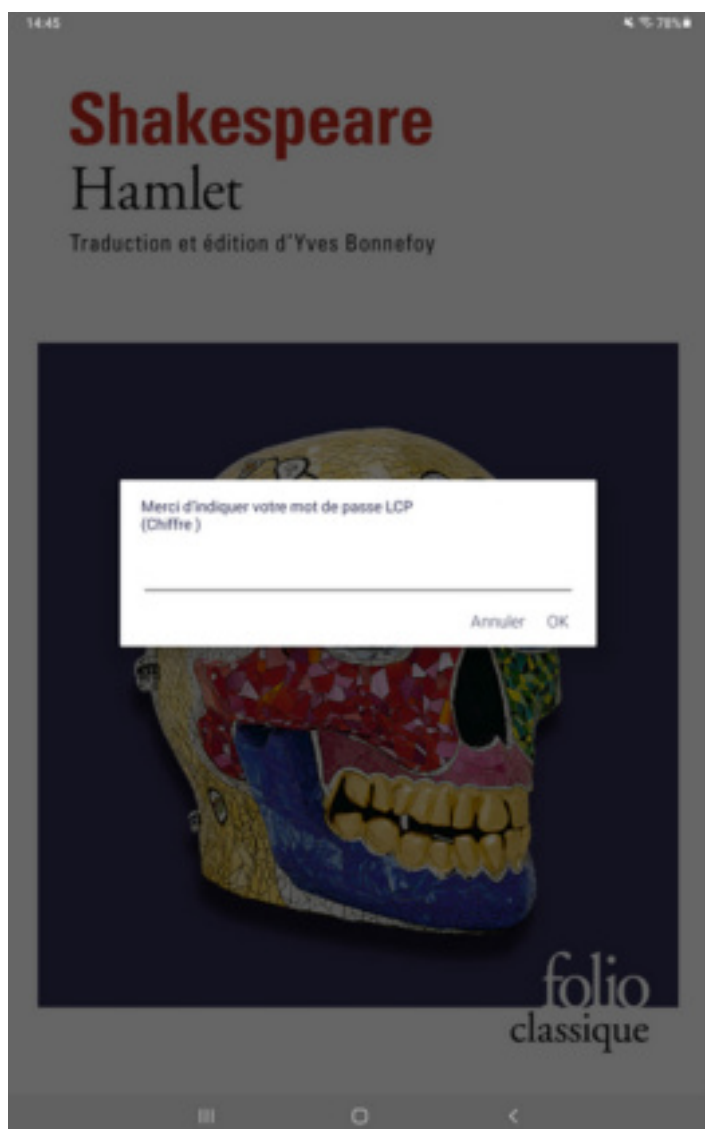 14:45
78%
Shakespeare
Hamlet
Traduction et édition d'Yves Bonnefoy
Merci d'indiquer votre mot de passe LCP
(Chiffre )
Annuler OK
folio
classique